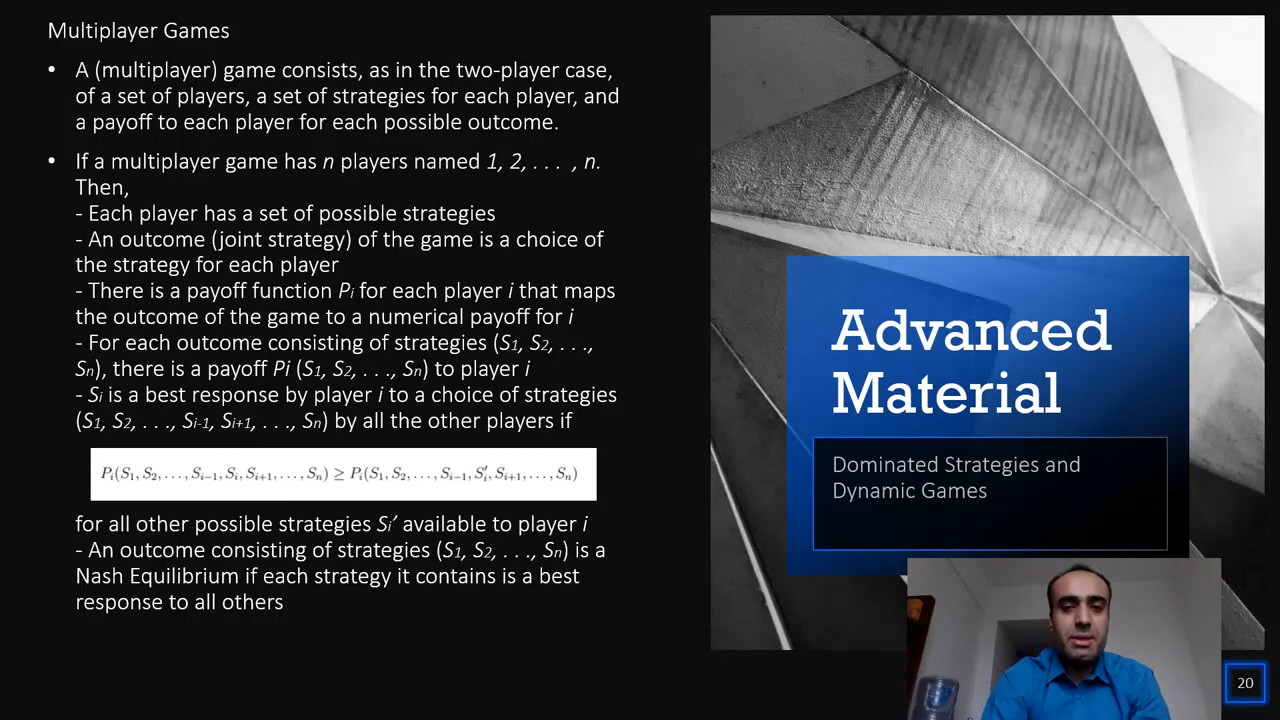 Multiplayer Games
• A (multiplayer) game consists, as in the two-player case,
of a set of players, a set of strategies for each player, and
a payoff to each player for each possible outcome.
• If a multiplayer game has n players named 1, 2, . . . , n.
Then,
- Each player has a set of possible strategies
- An outcome (joint strategy) of the game is a choice of
the strategy for each player
- There is a payoff function Pi for each player i that maps
the outcome of the game to a numerical payoff for i
- For each outcome consisting of strategies (S1, S2, . . .,
Sn), there is a payoff Pi (S1, S2, . . ., Sn) to player i
- Si is a best response by player i to a choice of strategies
(S1, S2, . . ., Si-1, Si+1, . . ., Sn) by all the other players if
Pi(S1, S2, . . . , Si−1, Si, Si+1, . . . , Sn) ≥ Pi(S1, S2, . . . , Si−1, S′i, Si+1, . . . , Sn)
for all other possible strategies Si’ available to player i
- An outcome consisting of strategies (S1, S2, . . ., Sn) is a
Nash Equilibrium if each strategy it contains is a best
response to all others
Advanced
Material
Dominated Strategies and
Dynamic Games
20